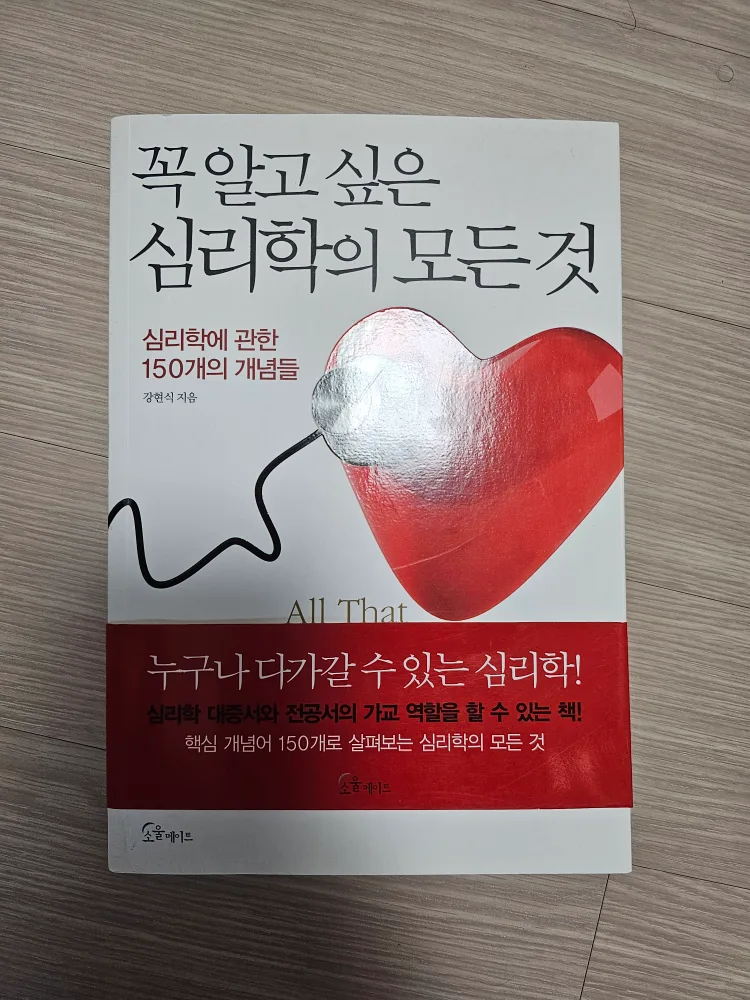 꼭 알고 싶은
심리학의 모든 것
심리학에 관한
150개의 개념들
강현식 지음
All That
누구나 다가갈 수 있는 심리학!
심리학 대중서와 전공서의 가교 역할을 할 수 있는 책!
핵심 개념어 150개로 살펴보는 심리학의 모든 것
소울메이트
소울메이트